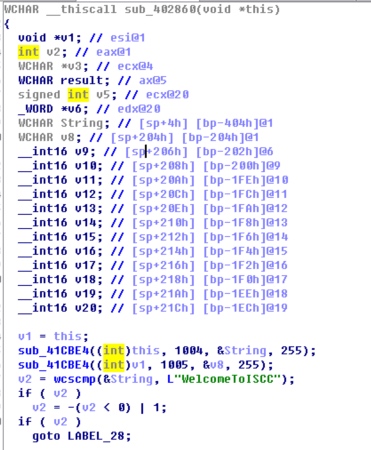 WCHAR __thiscall sub_402860(void *this)
{
void *v1; // esi@1
int v2; // eax@1
WCHAR *v3; // ecx@4
WCHAR result; // ax@5
signed int v5; // ecx@20
_WORD *v6; // edx@20
WCHAR String; // [sp+4h] [bp-404h]@1
WCHAR v8; // [sp+204h] [bp-204h]@1
__int16 v9; // [sp+206h] [bp-202h]@6
__int16 v10; // [sp+208h] [bp-200h]@9
__int16 v11; // [sp+20Ah] [bp-1FEh]@10
__int16 v12; // [sp+20Ch] [bp-1FCh]@11
__int16 v13; // [sp+20Eh] [bp-1FAh]@12
__int16 v14; // [sp+210h] [bp-1F8h]@13
__int16 v15; // [sp+212h] [bp-1F6h]@14
__int16 v16; // [sp+214h] [bp-1F4h]@15
__int16 v17; // [sp+216h] [bp-1F2h]@16
__int16 v18; // [sp+218h] [bp-1F0h]@17
__int16 v19; // [sp+21Ah] [bp-1EEh]@18
__int16 v20; // [sp+21Ch] [bp-1ECh]@19
v1 = this;
sub_41CBE4((int)this, 1004, &String, 255);
sub_41CBE4((int)v1, 1005, &v8, 255);
v2 = wcscmp(&String, L"WelcomeToISCC");
if ( v2 )
v2 = -(v2 < 0) | 1;
if ( v2 )
goto LABEL_28;